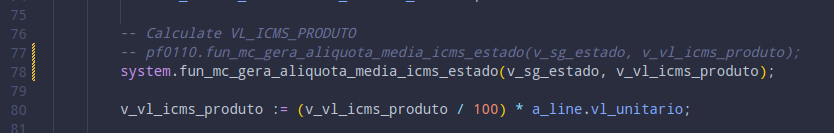 75
76 -- Calculate VL_ICMS_PRODUTO
77 -- pf0110.fun_mc_gera_aliquota_media_icms_estado(v_sg_estado, v_vl_icms_produto);
78 system.fun_mc_gera_aliquota_media_icms_estado(v_sg_estado, v_vl_icms_produto);
79
80 v_vl_icms_produto := (v_vl_icms_produto / 100) * a_line.vl_unitario;
81